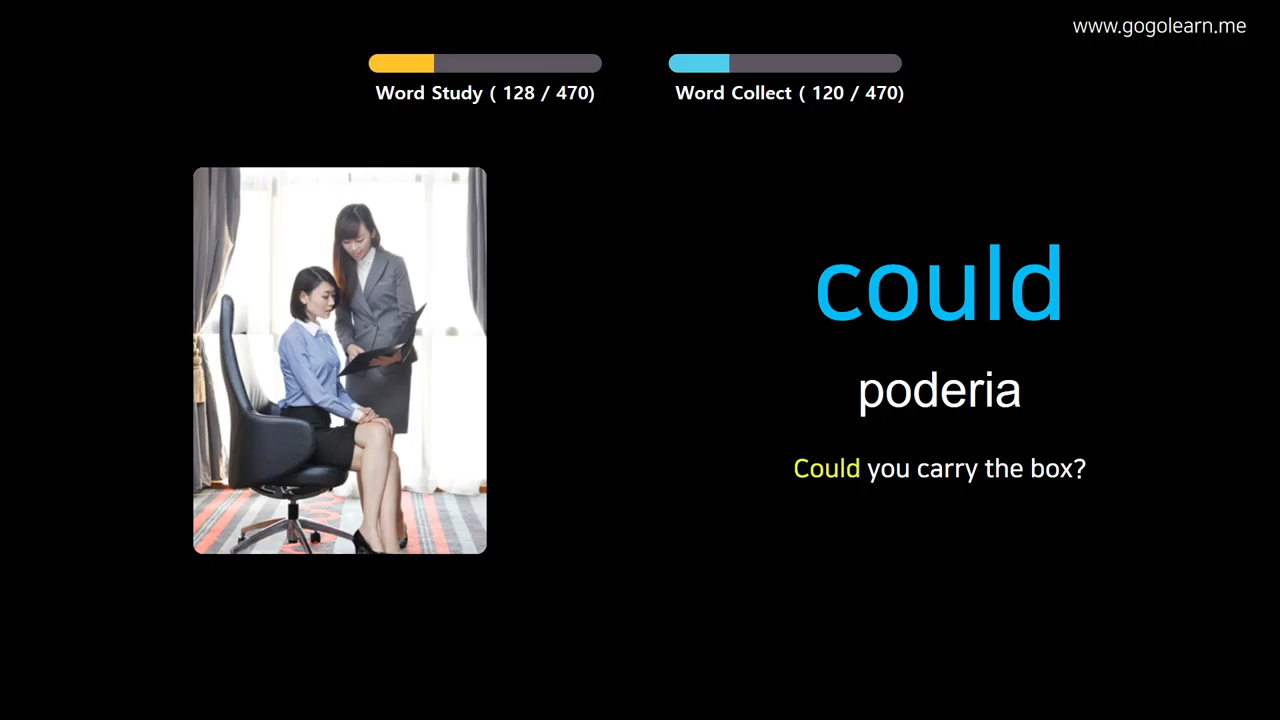 www.gogolearn.me
Word Study ( 128 / 470)
Word Collect ( 120 / 470)
could
poderia
Could you carry the box?